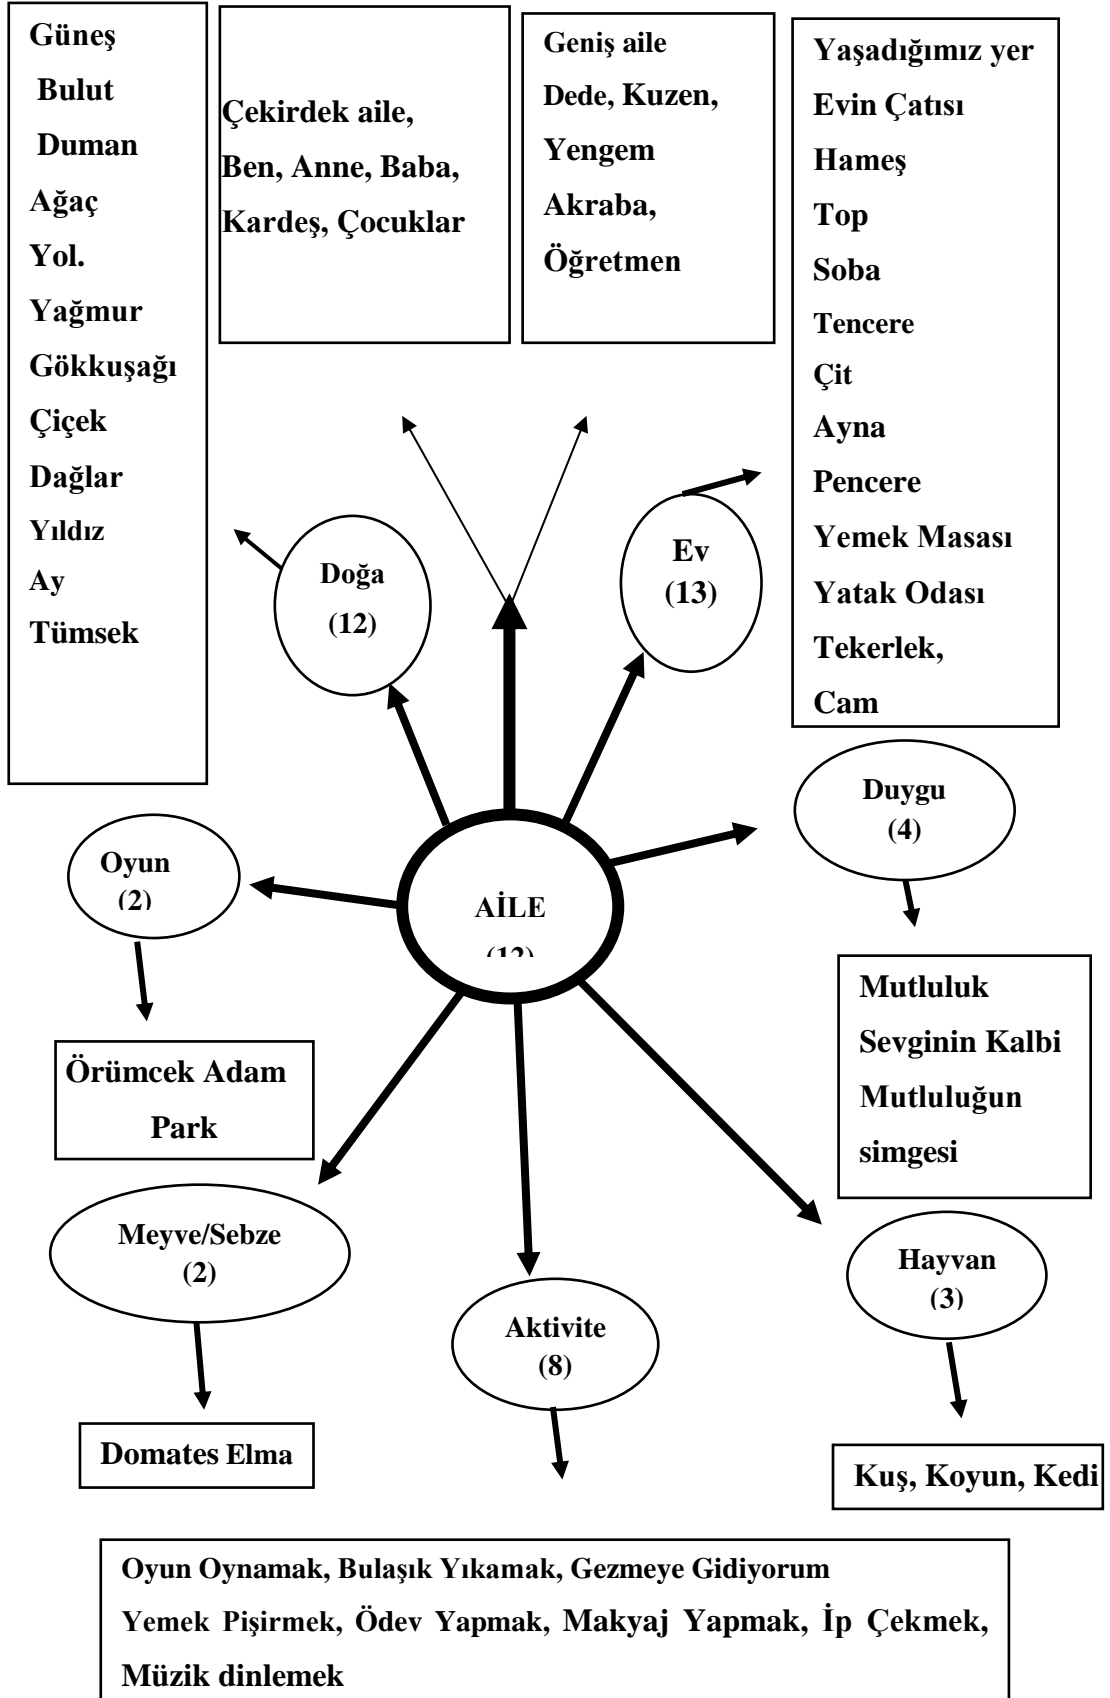 Güneş
Bulut
Duman
Ağaç
Yol.
Yağmur
Gökkuşağı
Çiçek
Dağlar
Yıldız
Ay
Tümsek
Çekirdek aile,
Ben, Anne, Baba,
Kardeş, Çocuklar
Geniş aile
Dede, Kuzen,
Yengem
Akraba,
Öğretmen
Yaşadığımız yer
Evin Çatısı
Hameş
Top
Soba
Tencere
Çit
Ayna
Pencere
Yemek Masası
Yatak Odası
Tekerlek,
Cam
Doğa
(12)
Ev
(13)
Duygu
(4)
Oyun
(2)
AİLE
Mutluluk
Sevginin Kalbi
Mutluluğun
simgesi
Örümcek Adam
Park
Meyve/Sebze
(2)
Aktivite
(8)
Hayvan
(3)
Domates Elma
Kuş, Koyun, Kedi
Oyun Oynamak, Bulaşık Yıkamak, Gezmeye Gidiyorum
Yemek Pişirmek, Ödev Yapmak, Makyaj Yapmak, İp Çekmek,
Müzik dinlemek